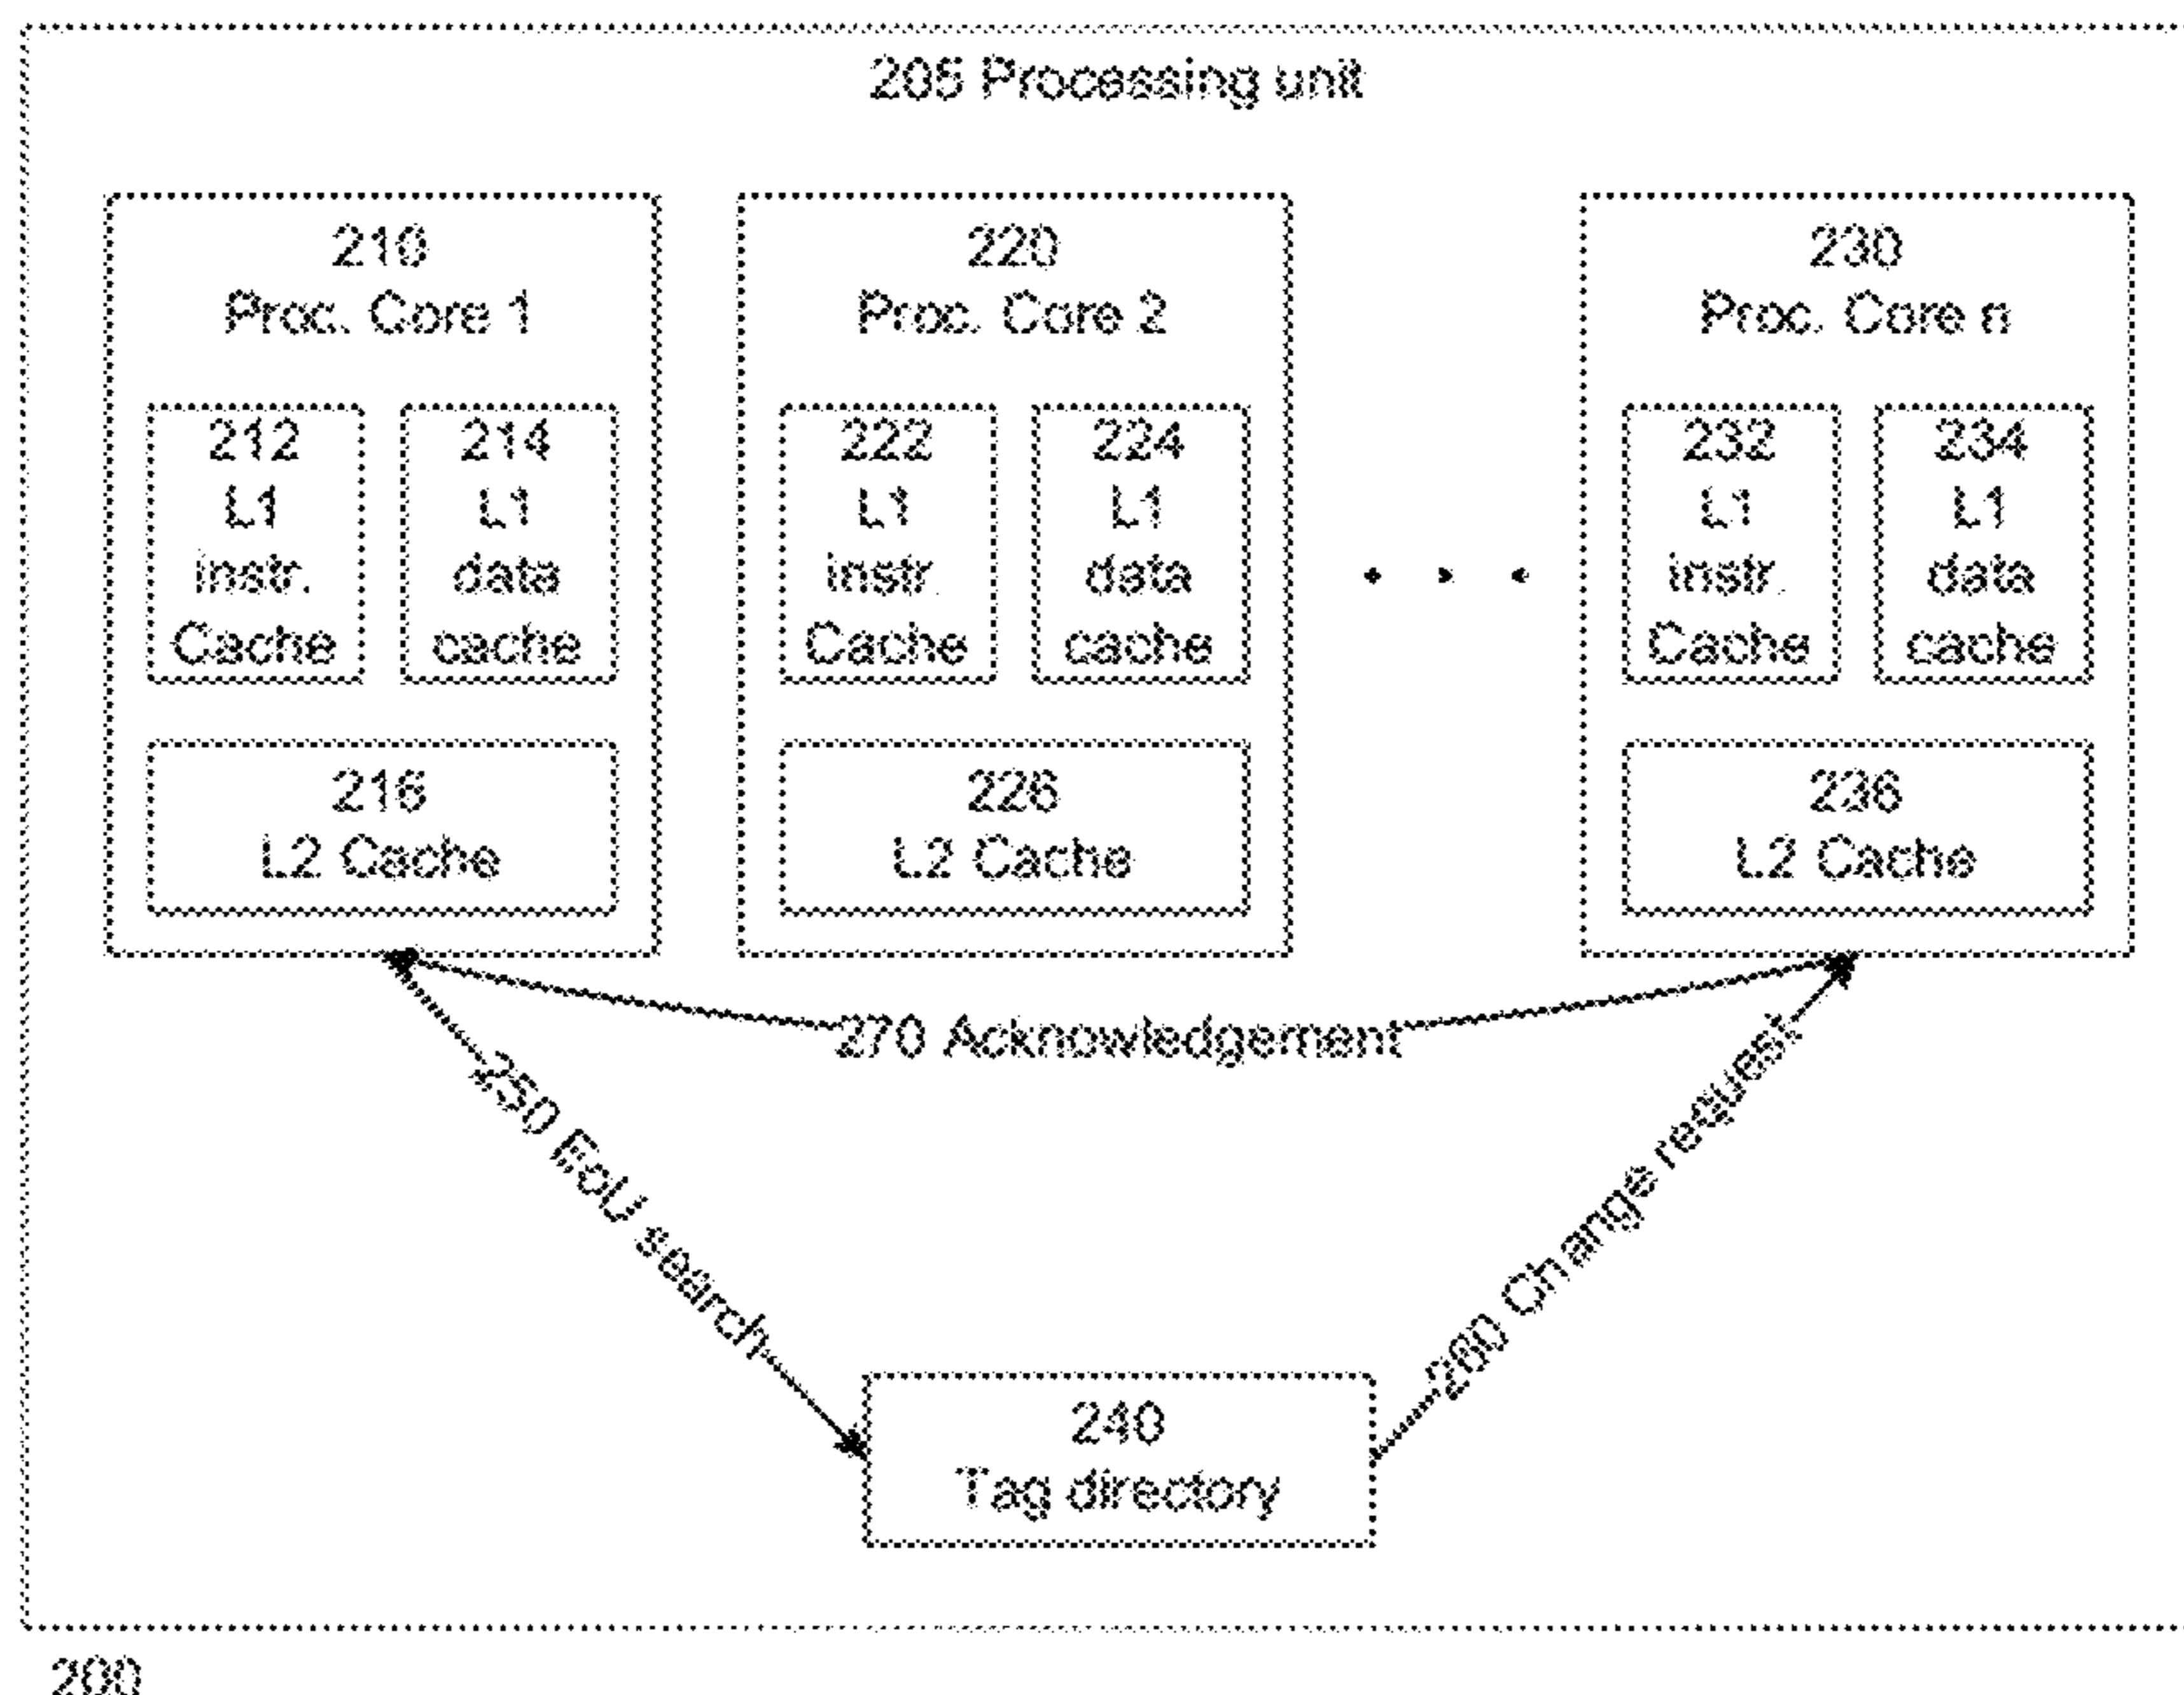 205 Processing unit
210
Proc. Core 1
212
L1
instr.
Cache
214
L1
data
cache
216
L2 Cache
220
Proc. Core 2
222
L1
instr.
Cache
224
L1
data
cache
226
L2 Cache
. . .
230
Proc. Core n
232
L1
instr.
Cache
234
L1
data
cache
236
L2 Cache
270 Acknowledgement
250 EoU search
260 Change request
240
Tag directory
200